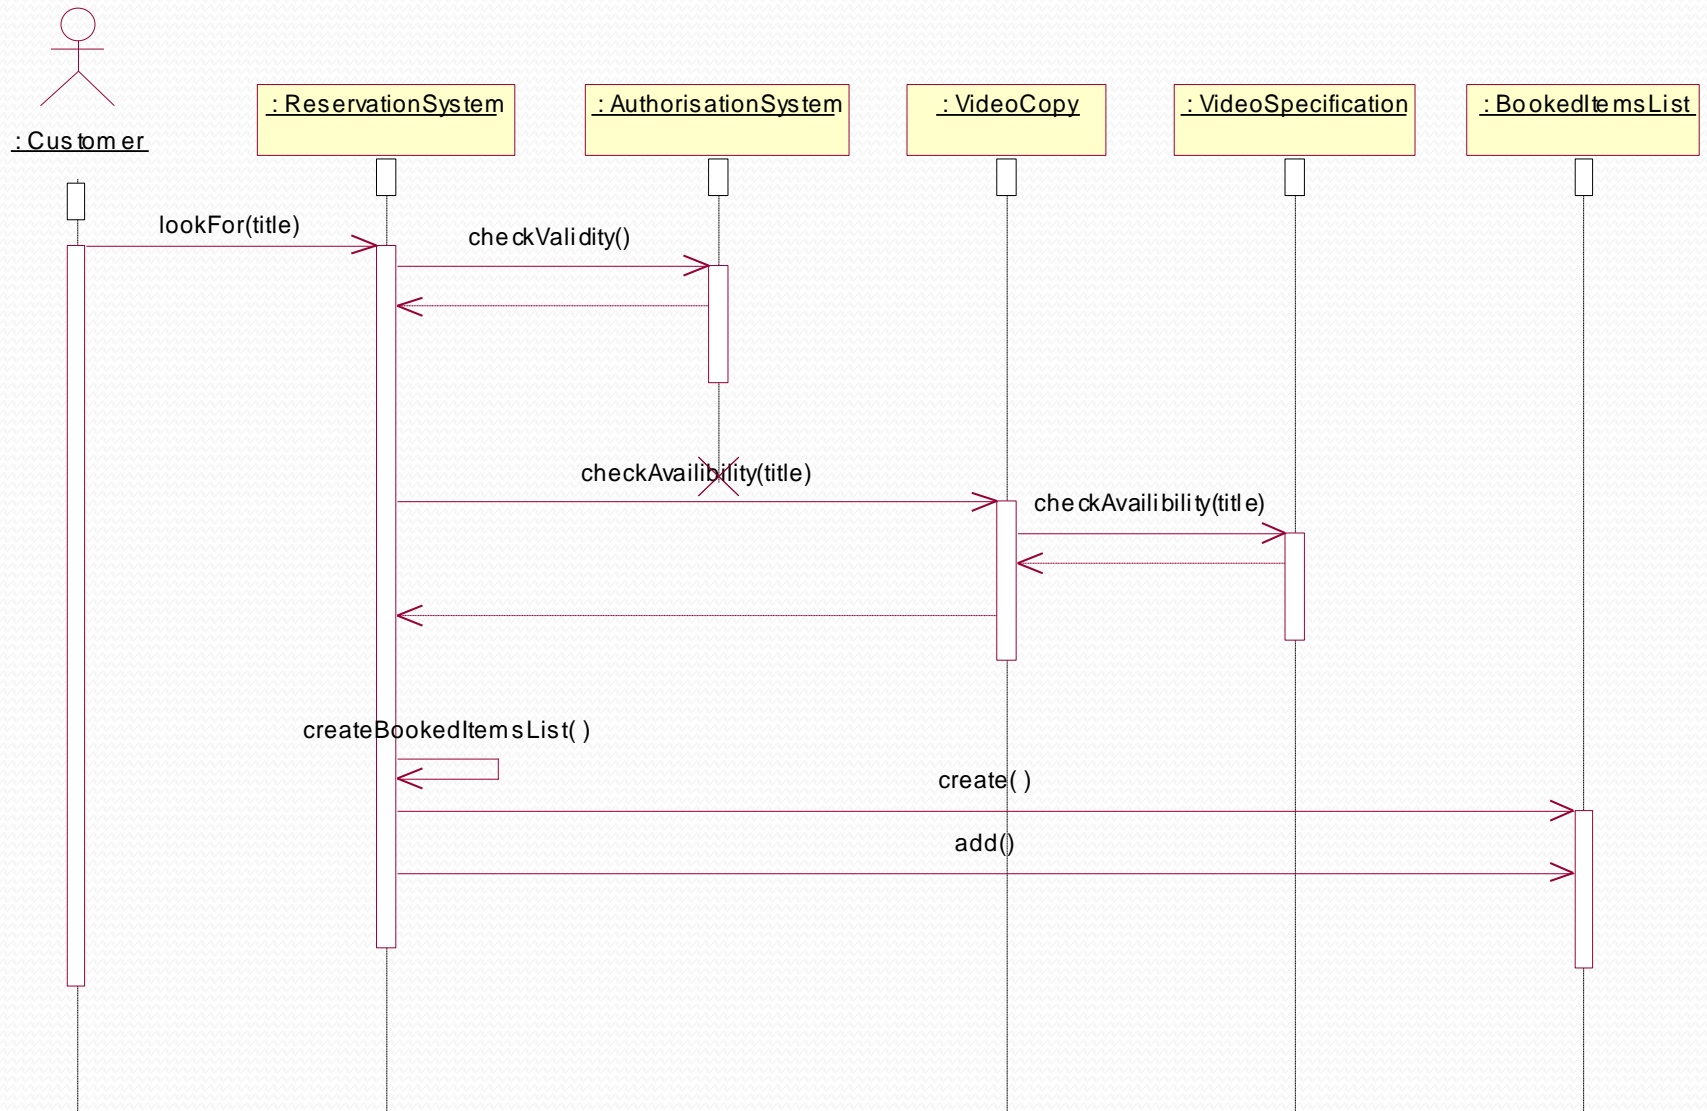 : Customer
: ReservationSystem
: AuthorisationSystem
: VideoCopy
: VideoSpecification
: BookedItemsList
lookFor(title)
checkValidity()
checkAvailibility(title)
checkAvailibility(title)
createBookedItemsList( )
create( )
add()